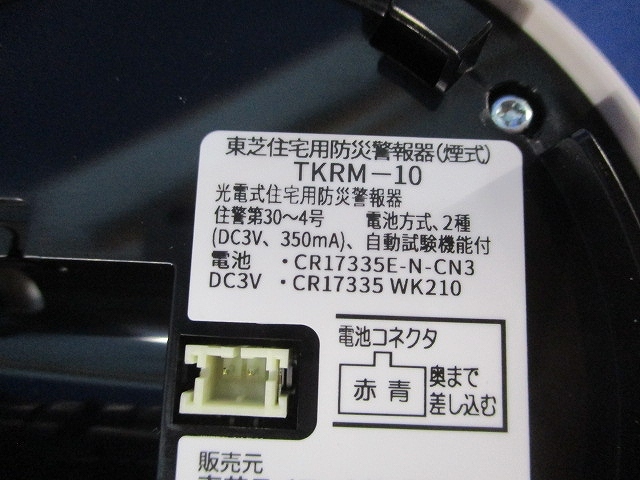 東芝住宅用防災警報器(煙式)
TKRM－10
光電式住宅用防災警報器
住警第30～4号　電池方式、2種
(DC3V、350mA)、自動試験機能付
電池　・CR17335E-N-CN3
DC3V　・CR17335 WK210
電池コネクタ
赤 青
奥まで
差し込む
販売元